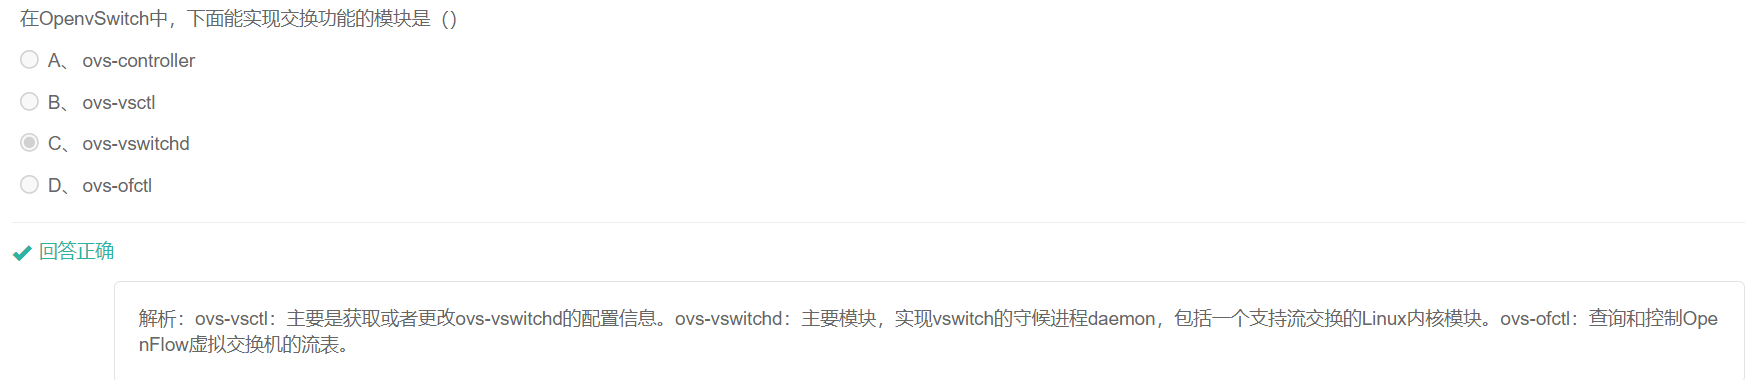 在OpenvSwitch中，下面能实现交换功能的模块是（）
A、 ovs-controller
B、 ovs-vsctl
C、 ovs-vswitchd
D、 ovs-ofctl
回答正确
解析：ovs-vsctl：主要是获取或者更改ovs-vswitchd的配置信息。ovs-vswitchd：主要模块，实现vswitch的守候进程daemon，包括一个支持流交换的Linux内核模块。ovs-ofctl：查询和控制Ope
nFlow虚拟交换机的流表。